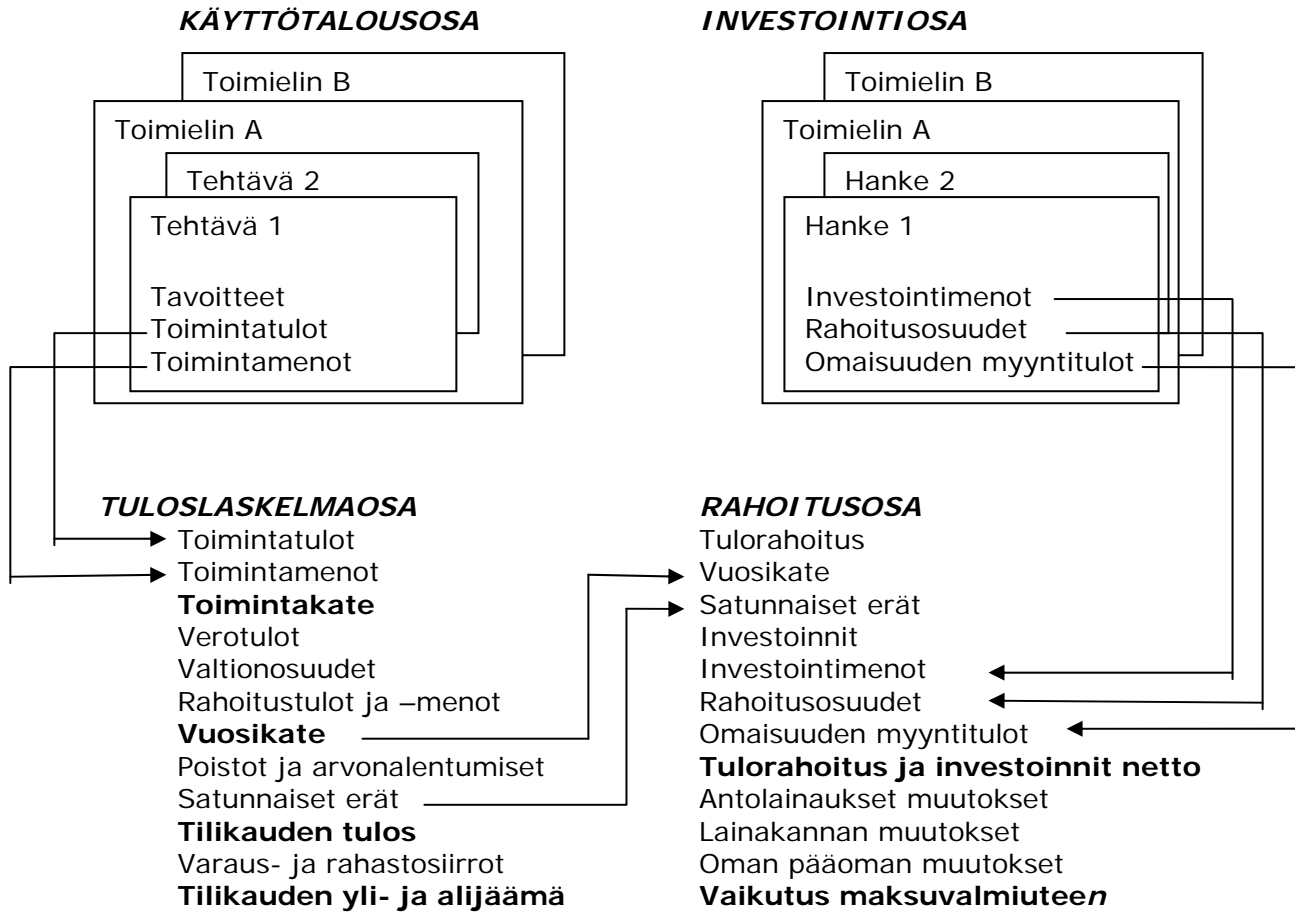 KÄYTTÖTALOUSOSA
Toimielin B
Toimielin A
Tehtävä 2
Tehtävä 1
Tavoitteet
Toimintatulot
Toimintamenot
INVESTOINTIOSA
Toimielin B
Toimielin A
Hanke 2
Hanke 1
Investointimenot
Rahoitusosuudet
Omaisuuden myyntitulot
TULOSLASKELMAOSA
Toimintatulot
Toimintamenot
Toimintakate
Verotulot
Valtionosuudet
Rahoitustulot ja –menot
Vuosikate
Poistot ja arvonalentumiset
Satunnaiset erät
Tilikauden tulos
Varaus- ja rahastosiirrot
Tilikauden yli- ja alijäämä
RAHOITUSOSA
Tulorahoitus
Vuosikate
Satunnaiset erät
Investoinnit
Investointimenot
Rahoitusosuudet
Omaisuuden myyntitulot
Tulorahoitus ja investoinnit netto
Antolainaukset muutokset
Lainakannan muutokset
Oman pääoman muutokset
Vaikutus maksuvalmiuteen